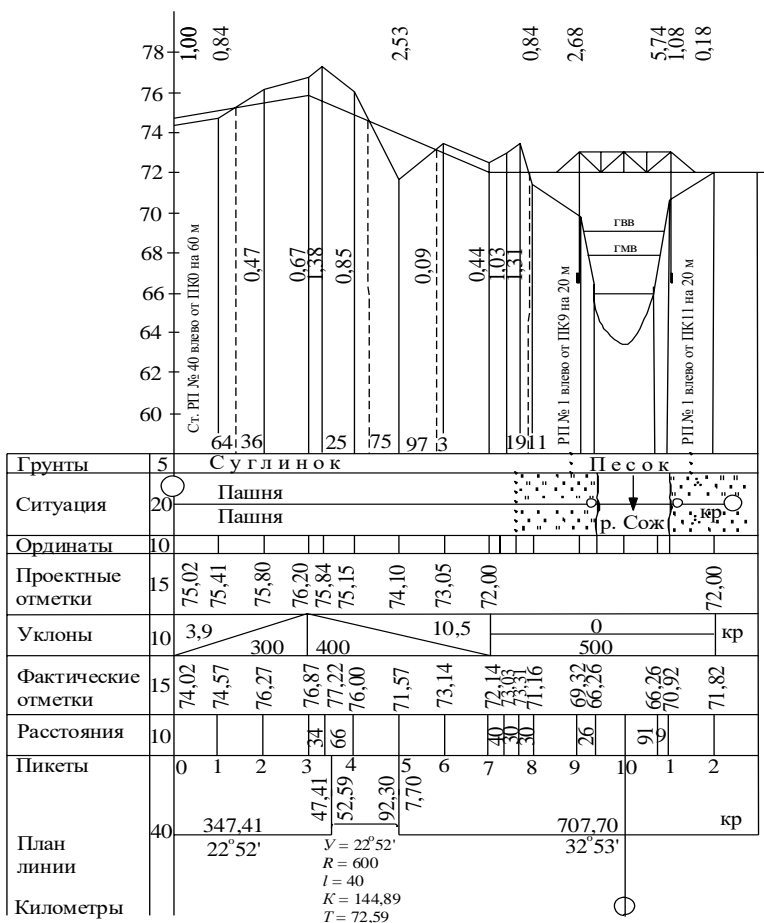 1,00 0,84 2,53 0,84 2,68 5,74 1,08 0,18
78
76
74
72
70
68
66
64
62
60
0,47 0,67 1,38 0,85 0,09 0,44 1,03 1,31
гвв
гмв
Ст. РП № 40 влево от ПК0 на 60 м
РП № 1 влево от ПК9 на 20 м
РП № 1 влево от ПК11 на 20 м
64 36 25 75 97 3 19 11
Грунты 5 Суглинок Песок
Ситуация 20 Пашня
Пашня р. Сож кр
Ординаты 10
Проектные отметки 15 75,02 75,41 75,80 76,20 75,84 75,15 74,10 73,05 72,00 72,00
Уклоны 10 3,9 300 400 10,5 0 500 кр
Фактические отметки 15 74,02 74,57 76,27 76,87 77,22 76,00 71,57 73,14 72,14 73,03 73,31 71,16 69,32 66,26 66,26 70,92 71,82
Расстояния 10 34 66 40 30 30 26 91 9
Пикеты 0 1 2 3 4 5 6 7 8 9 10 1 2
47,41 52,59 92,30 7,70
План линии 40 347,41 707,70 кр
22°52' 32°53'
У = 22°52'
R = 600
l = 40
К = 144,89
Т = 72,59
Километры